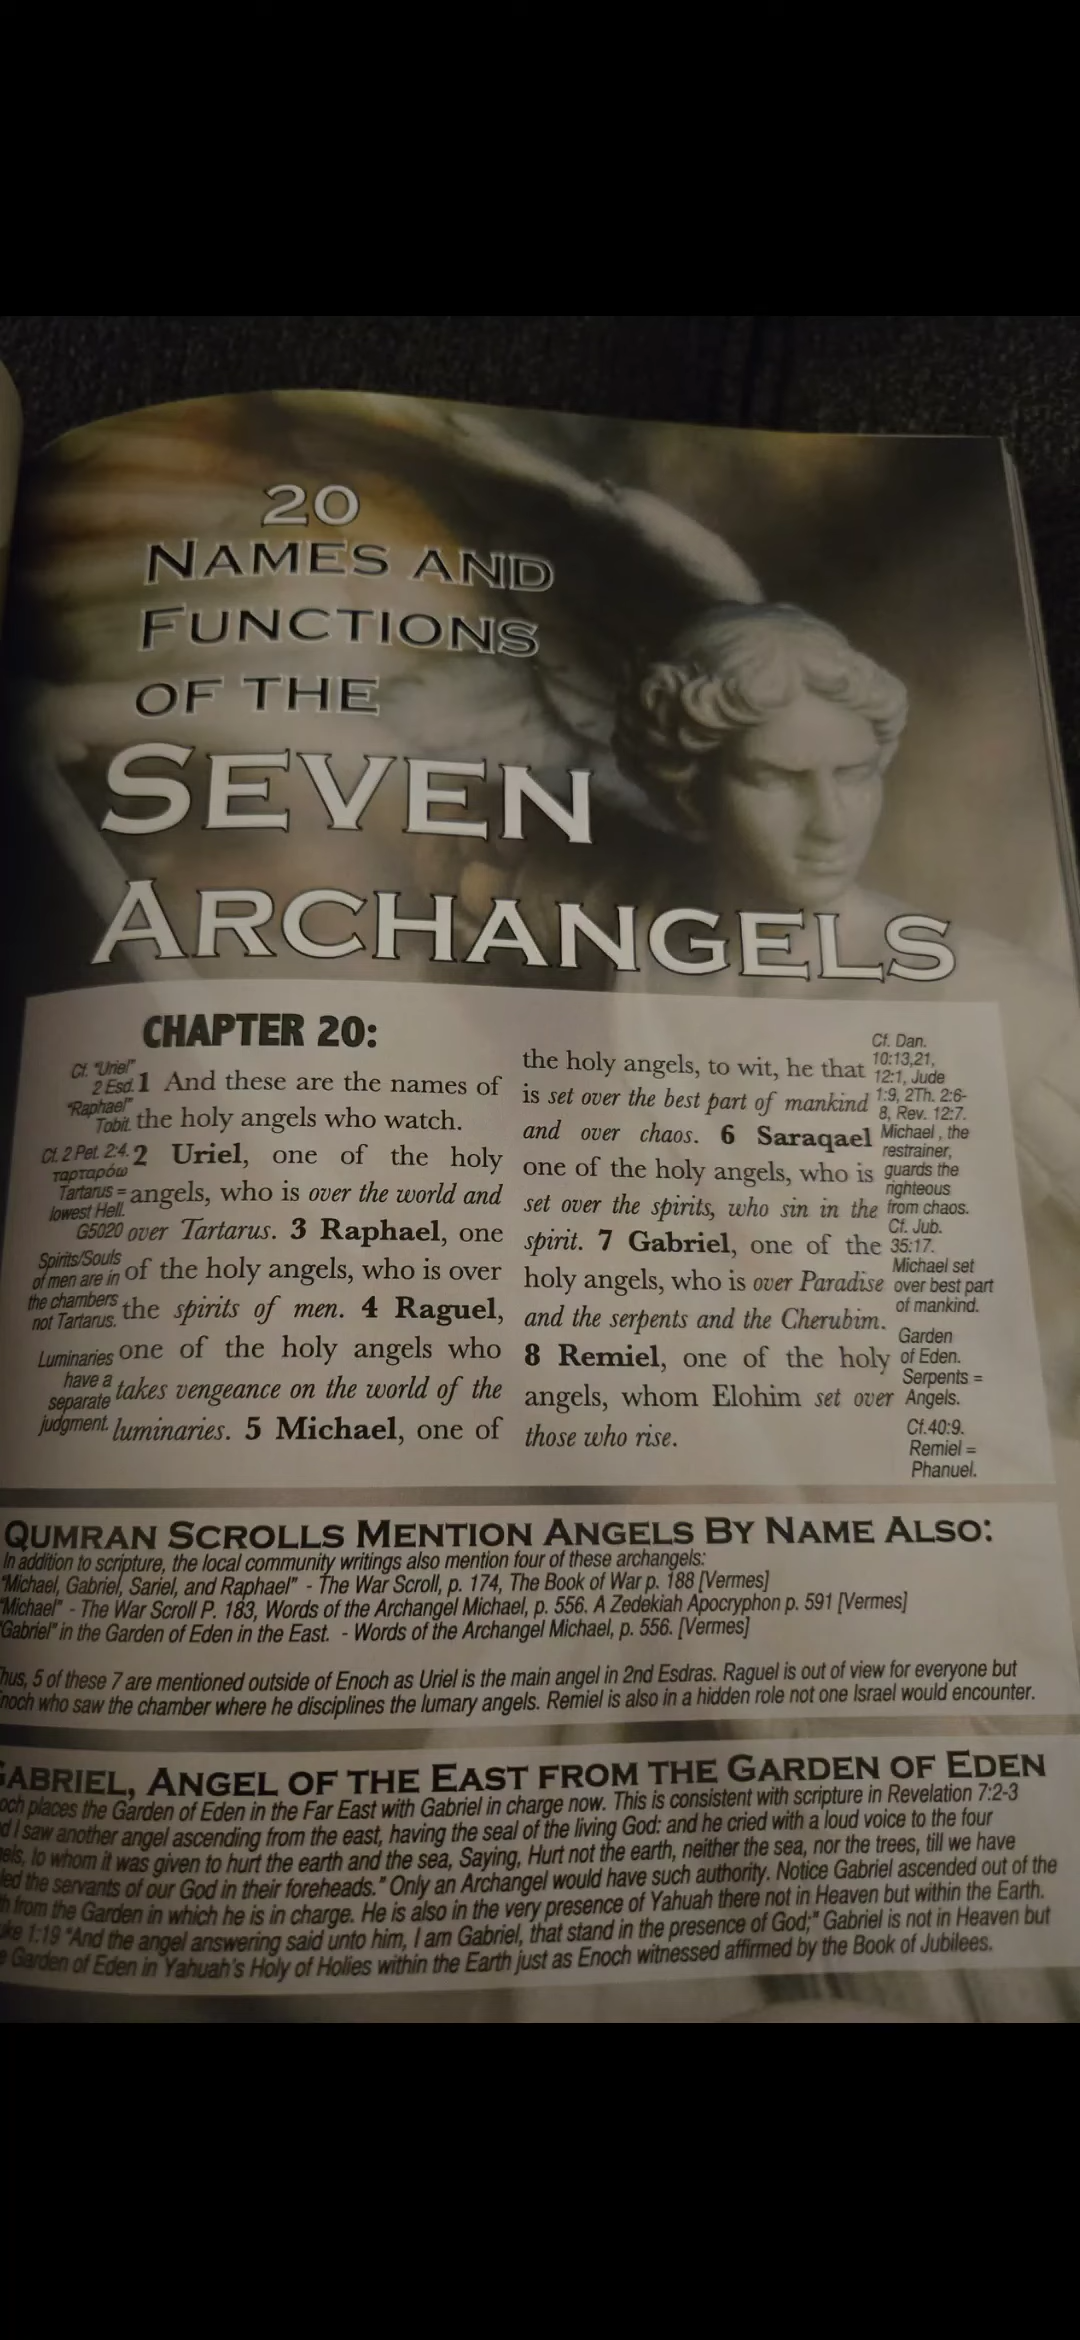 20
NAMES AND
FUNCTIONS
OF THE
SEVEN
ARCHANGELS
CHAPTER 20:
Cf. "Uriel"
2 Esd.
"Raphael"
Tobit.
1 And these are the names of
the holy angels who watch.
Cf. 2 Pet. 2:4.
ταρταρόω
Tartarus =
lowest Hell.
G5020
2 Uriel, one of the holy
angels, who is over the world and
over Tartarus. 3 Raphael, one
Spirits/Souls
of men are in
the chambers
not Tartarus.
of the holy angels, who is over
the spirits of men. 4 Raguel,
Luminaries
have a
separate
judgment.
one of the holy angels who
takes vengeance on the world of the
luminaries. 5 Michael, one of
the holy angels, to wit, he that
is set over the best part of mankind
and over chaos. 6 Saraqael
one of the holy angels, who is
set over the spirits, who sin in the
spirit. 7 Gabriel, one of the
holy angels, who is over Paradise
and the serpents and the Cherubim.
8 Remiel, one of the holy
angels, whom Elohim set over
those who rise.
Cf. Dan.
10:13,21,
12:1, Jude
1:9, 2Th. 2:6-
8, Rev. 12:7.
Michael, the
restrainer,
guards the
righteous
from chaos.
Cf. Jub.
35:17.
Michael set
over best part
of mankind.
Garden
of Eden.
Serpents =
Angels.
Cf.40:9.
Remiel =
Phanuel.
QUMRAN SCROLLS MENTION ANGELS BY NAME ALSO:
In addition to scripture, the local community writings also mention four of these archangels:
"Michael, Gabriel, Sariel, and Raphael" - The War Scroll, p. 174, The Book of War p. 188 [Vermes]
"Michael" - The War Scroll P. 183, Words of the Archangel Michael, p. 556. A Zedekiah Apocryphon p. 591 [Vermes]
"Gabriel" in the Garden of Eden in the East. - Words of the Archangel Michael, p. 556. [Vermes]
hus, 5 of these 7 are mentioned outside of Enoch as Uriel is the main angel in 2nd Esdras. Raguel is out of view for everyone but
noch who saw the chamber where he disciplines the lumary angels. Remiel is also in a hidden role not one Israel would encounter.
GABRIEL, ANGEL OF THE EAST FROM THE GARDEN OF EDEN
och places the Garden of Eden in the Far East with Gabriel in charge now. This is consistent with scripture in Revelation 7:2-3
d I saw another angel ascending from the east, having the seal of the living God: and he cried with a loud voice to the four
els, to whom it was given to hurt the earth and the sea, Saying, Hurt not the earth, neither the sea, nor the trees, till we have
led the servants of our God in their foreheads." Only an Archangel would have such authority. Notice Gabriel ascended out of the
th from the Garden in which he is in charge. He is also in the very presence of Yahuah there not in Heaven but within the Earth.
uke 1:19 "And the angel answering said unto him, I am Gabriel, that stand in the presence of God;" Gabriel is not in Heaven but
e Garden of Eden in Yahuah's Holy of Holies within the Earth just as Enoch witnessed affirmed by the Book of Jubilees.